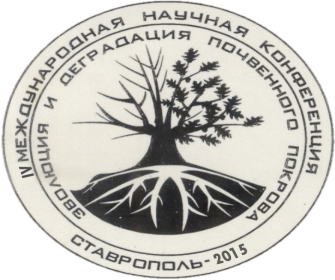 IV МЕЖДУНАРОДНАЯ НАУЧНАЯ КОНФЕРЕНЦИЯ
ЭВОЛЮЦИЯ И ДЕГРАДАЦИЯ ПОЧВЕННОГО ПОКРОВА
СТАВРОПОЛЬ-2015